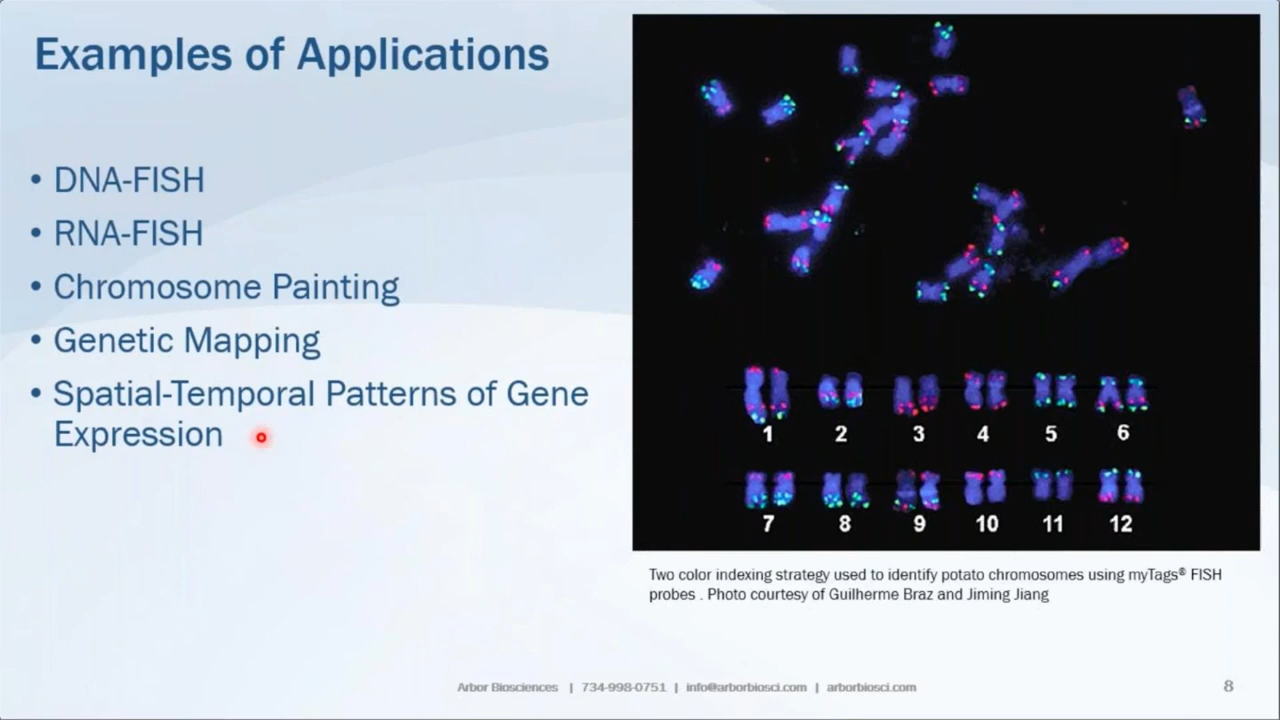 Examples of Applications
• DNA-FISH
• RNA-FISH
• Chromosome Painting
• Genetic Mapping
• Spatial-Temporal Patterns of Gene
Expression
1 2 3 4 5 6
7 8 9 10 11 12
Two color indexing strategy used to identify potato chromosomes using myTags® FISH
probes . Photo courtesy of Guilherme Braz and Jiming Jiang
Arbor Biosciences | 734-998-0751 | info@arborbiosci.com | arborbiosci.com
8